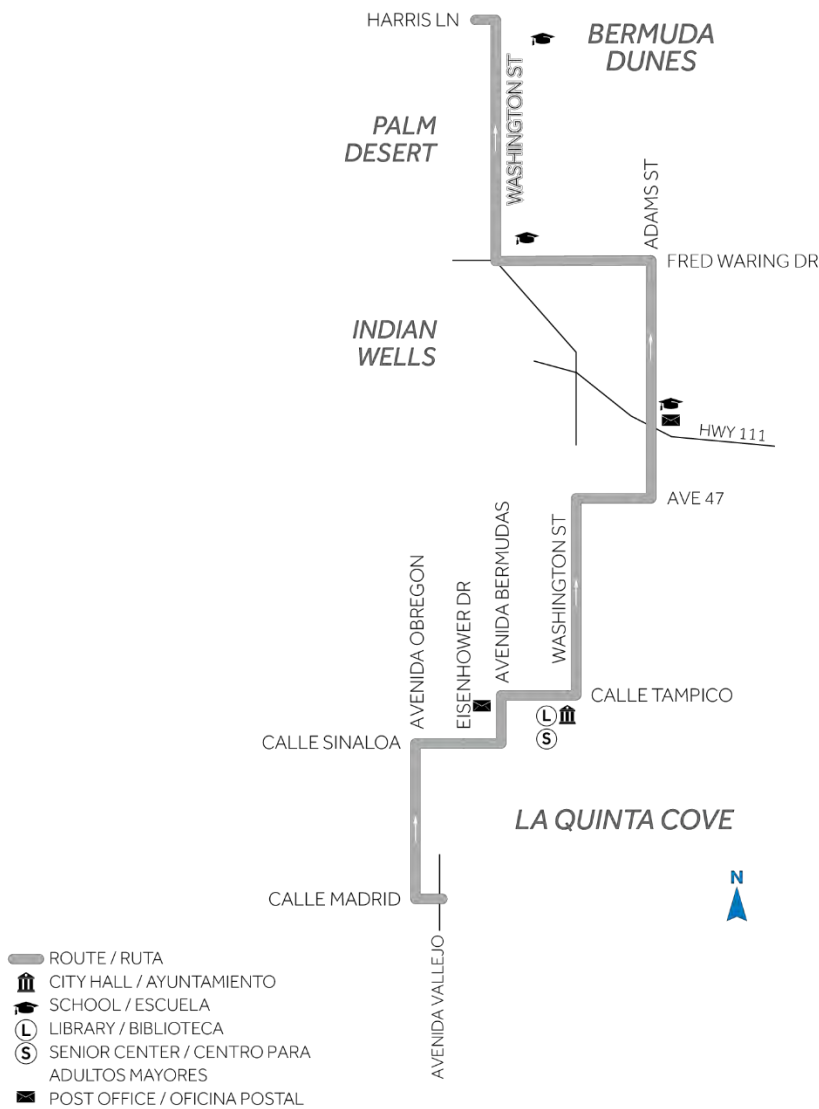 HARRIS LN
BERMUDA
DUNES
WASHINGTON ST
PALM
DESERT
ADAMS ST
FRED WARING DR
INDIAN
WELLS
HWY 111
AVE 47
AVENIDA OBREGON
EISENHOWER DR
AVENIDA BERMUDAS
WASHINGTON ST
CALLE TAMPICO
L
S
CALLE SINALOA
LA QUINTA COVE
N
CALLE MADRID
AVENIDA VALLEJO
ROUTE / RUTA
CITY HALL / AYUNTAMIENTO
SCHOOL / ESCUELA
L LIBRARY / BIBLIOTECA
S SENIOR CENTER / CENTRO PARA
ADULTOS MAYORES
POST OFFICE / OFICINA POSTAL